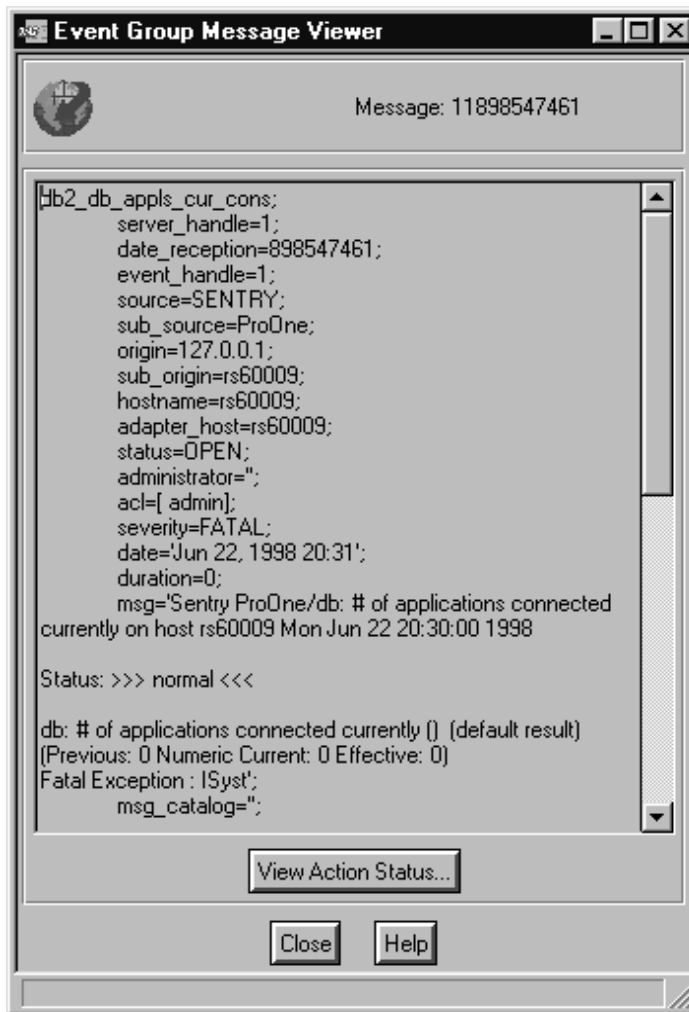 Event Group Message Viewer
Message: 11898547461
db2_db_appls_cur_cons;
server_handle=1;
date_reception=898547461;
event_handle=1;
source=SENTRY;
sub_source=ProOne;
origin=127.0.0.1;
sub_origin=rs60009;
hostname=rs60009;
adapter_host=rs60009;
status=OPEN;
administrator='';
acl=[ admin];
severity=FATAL;
date='Jun 22, 1998 20:31';
duration=0;
msg='Sentry ProOne/db: # of applications connected
currently on host rs60009 Mon Jun 22 20:30:00 1998
Status: >>> normal <<<
db: # of applications connected currently ()  (default result)
(Previous: 0 Numeric Current: 0 Effective: 0)
Fatal Exception : ISyst';
msg_catalog='';
View Action Status...
Close Help